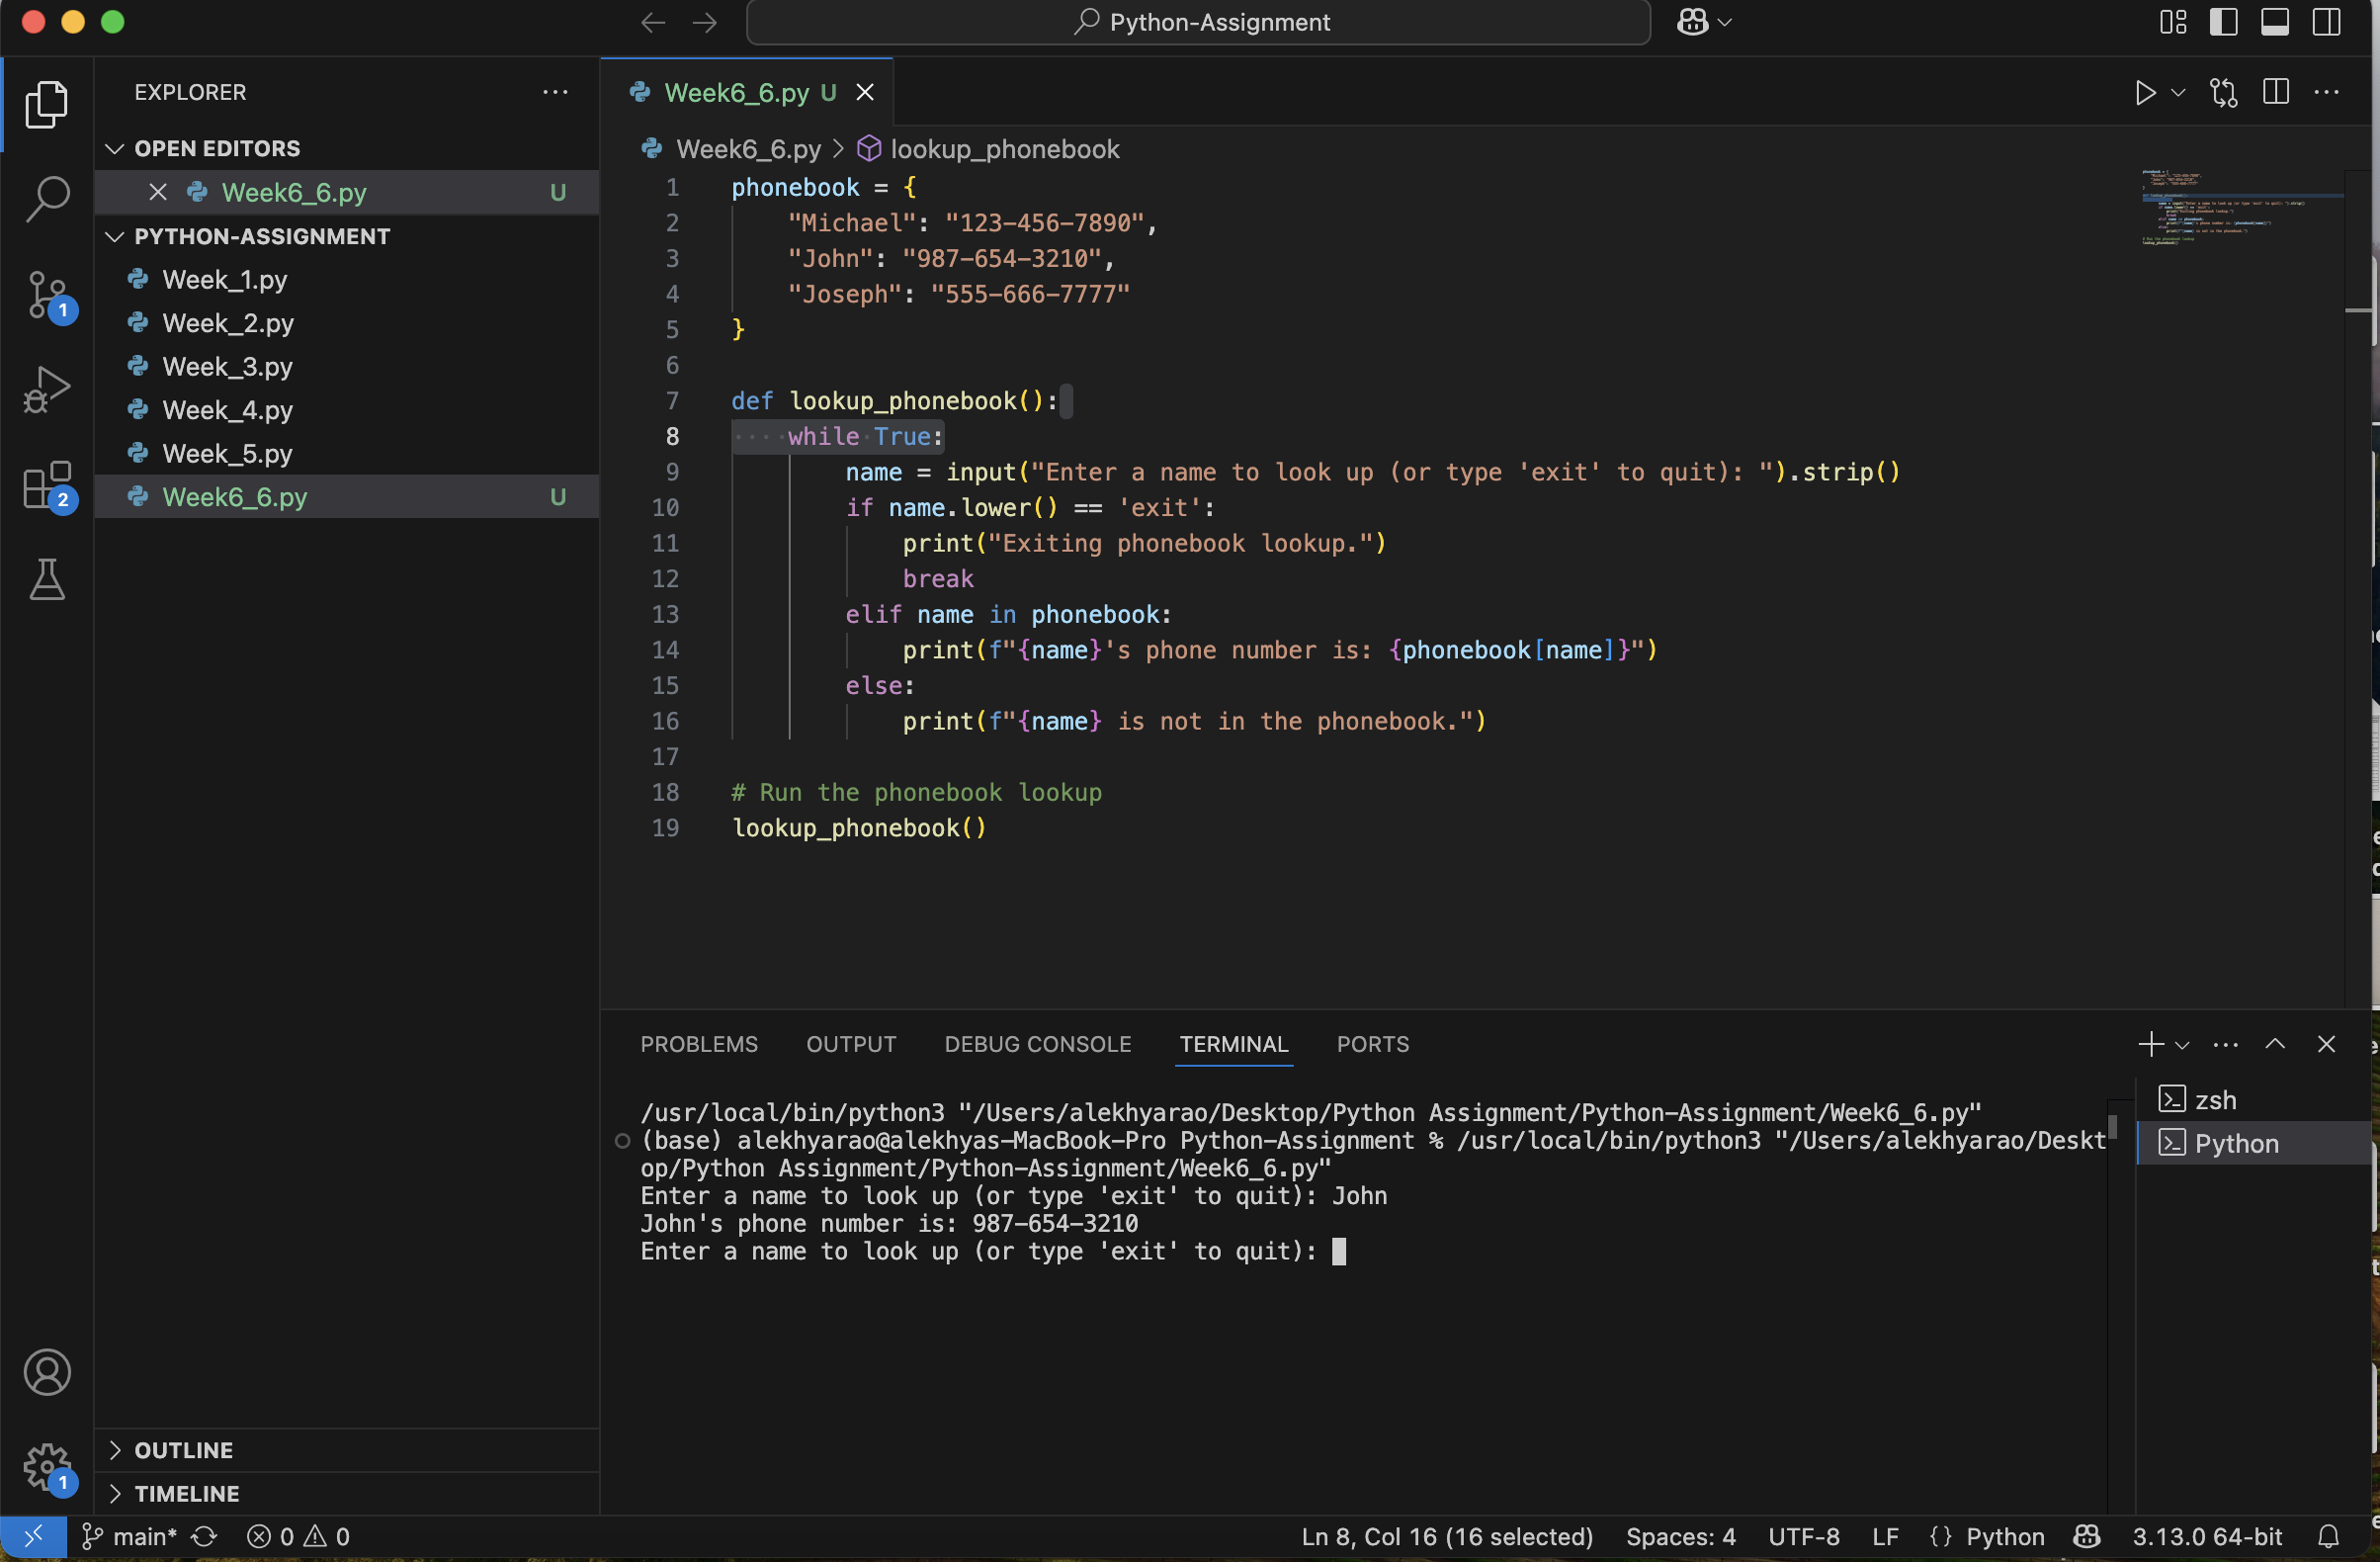 Python-Assignment
EXPLORER
OPEN EDITORS
Week6_6.py U
PYTHON-ASSIGNMENT
Week_1.py
Week_2.py
Week_3.py
Week_4.py
Week_5.py
Week6_6.py U
1
2
1
OUTLINE
TIMELINE
Week6_6.py U
Week6_6.py > lookup_phonebook
1 phonebook = {
2     "Michael": "123-456-7890",
3     "John": "987-654-3210",
4     "Joseph": "555-666-7777"
5 }
6
7 def lookup_phonebook():
8 ····while·True:
9         name = input("Enter a name to look up (or type 'exit' to quit): ").strip()
10         if name.lower() == 'exit':
11             print("Exiting phonebook lookup.")
12             break
13         elif name in phonebook:
14             print(f"{name}'s phone number is: {phonebook[name]}")
15         else:
16             print(f"{name} is not in the phonebook.")
17
18 # Run the phonebook lookup
19 lookup_phonebook()
PROBLEMS OUTPUT DEBUG CONSOLE TERMINAL PORTS
/usr/local/bin/python3 "/Users/alekhyarao/Desktop/Python Assignment/Python-Assignment/Week6_6.py"
(base) alekhyarao@alekhyas-MacBook-Pro Python-Assignment % /usr/local/bin/python3 "/Users/alekhyarao/Deskt
op/Python Assignment/Python-Assignment/Week6_6.py"
Enter a name to look up (or type 'exit' to quit): John
John's phone number is: 987-654-3210
Enter a name to look up (or type 'exit' to quit):
zsh
Python
main* 0 0 Ln 8, Col 16 (16 selected) Spaces: 4 UTF-8 LF {} Python 3.13.0 64-bit